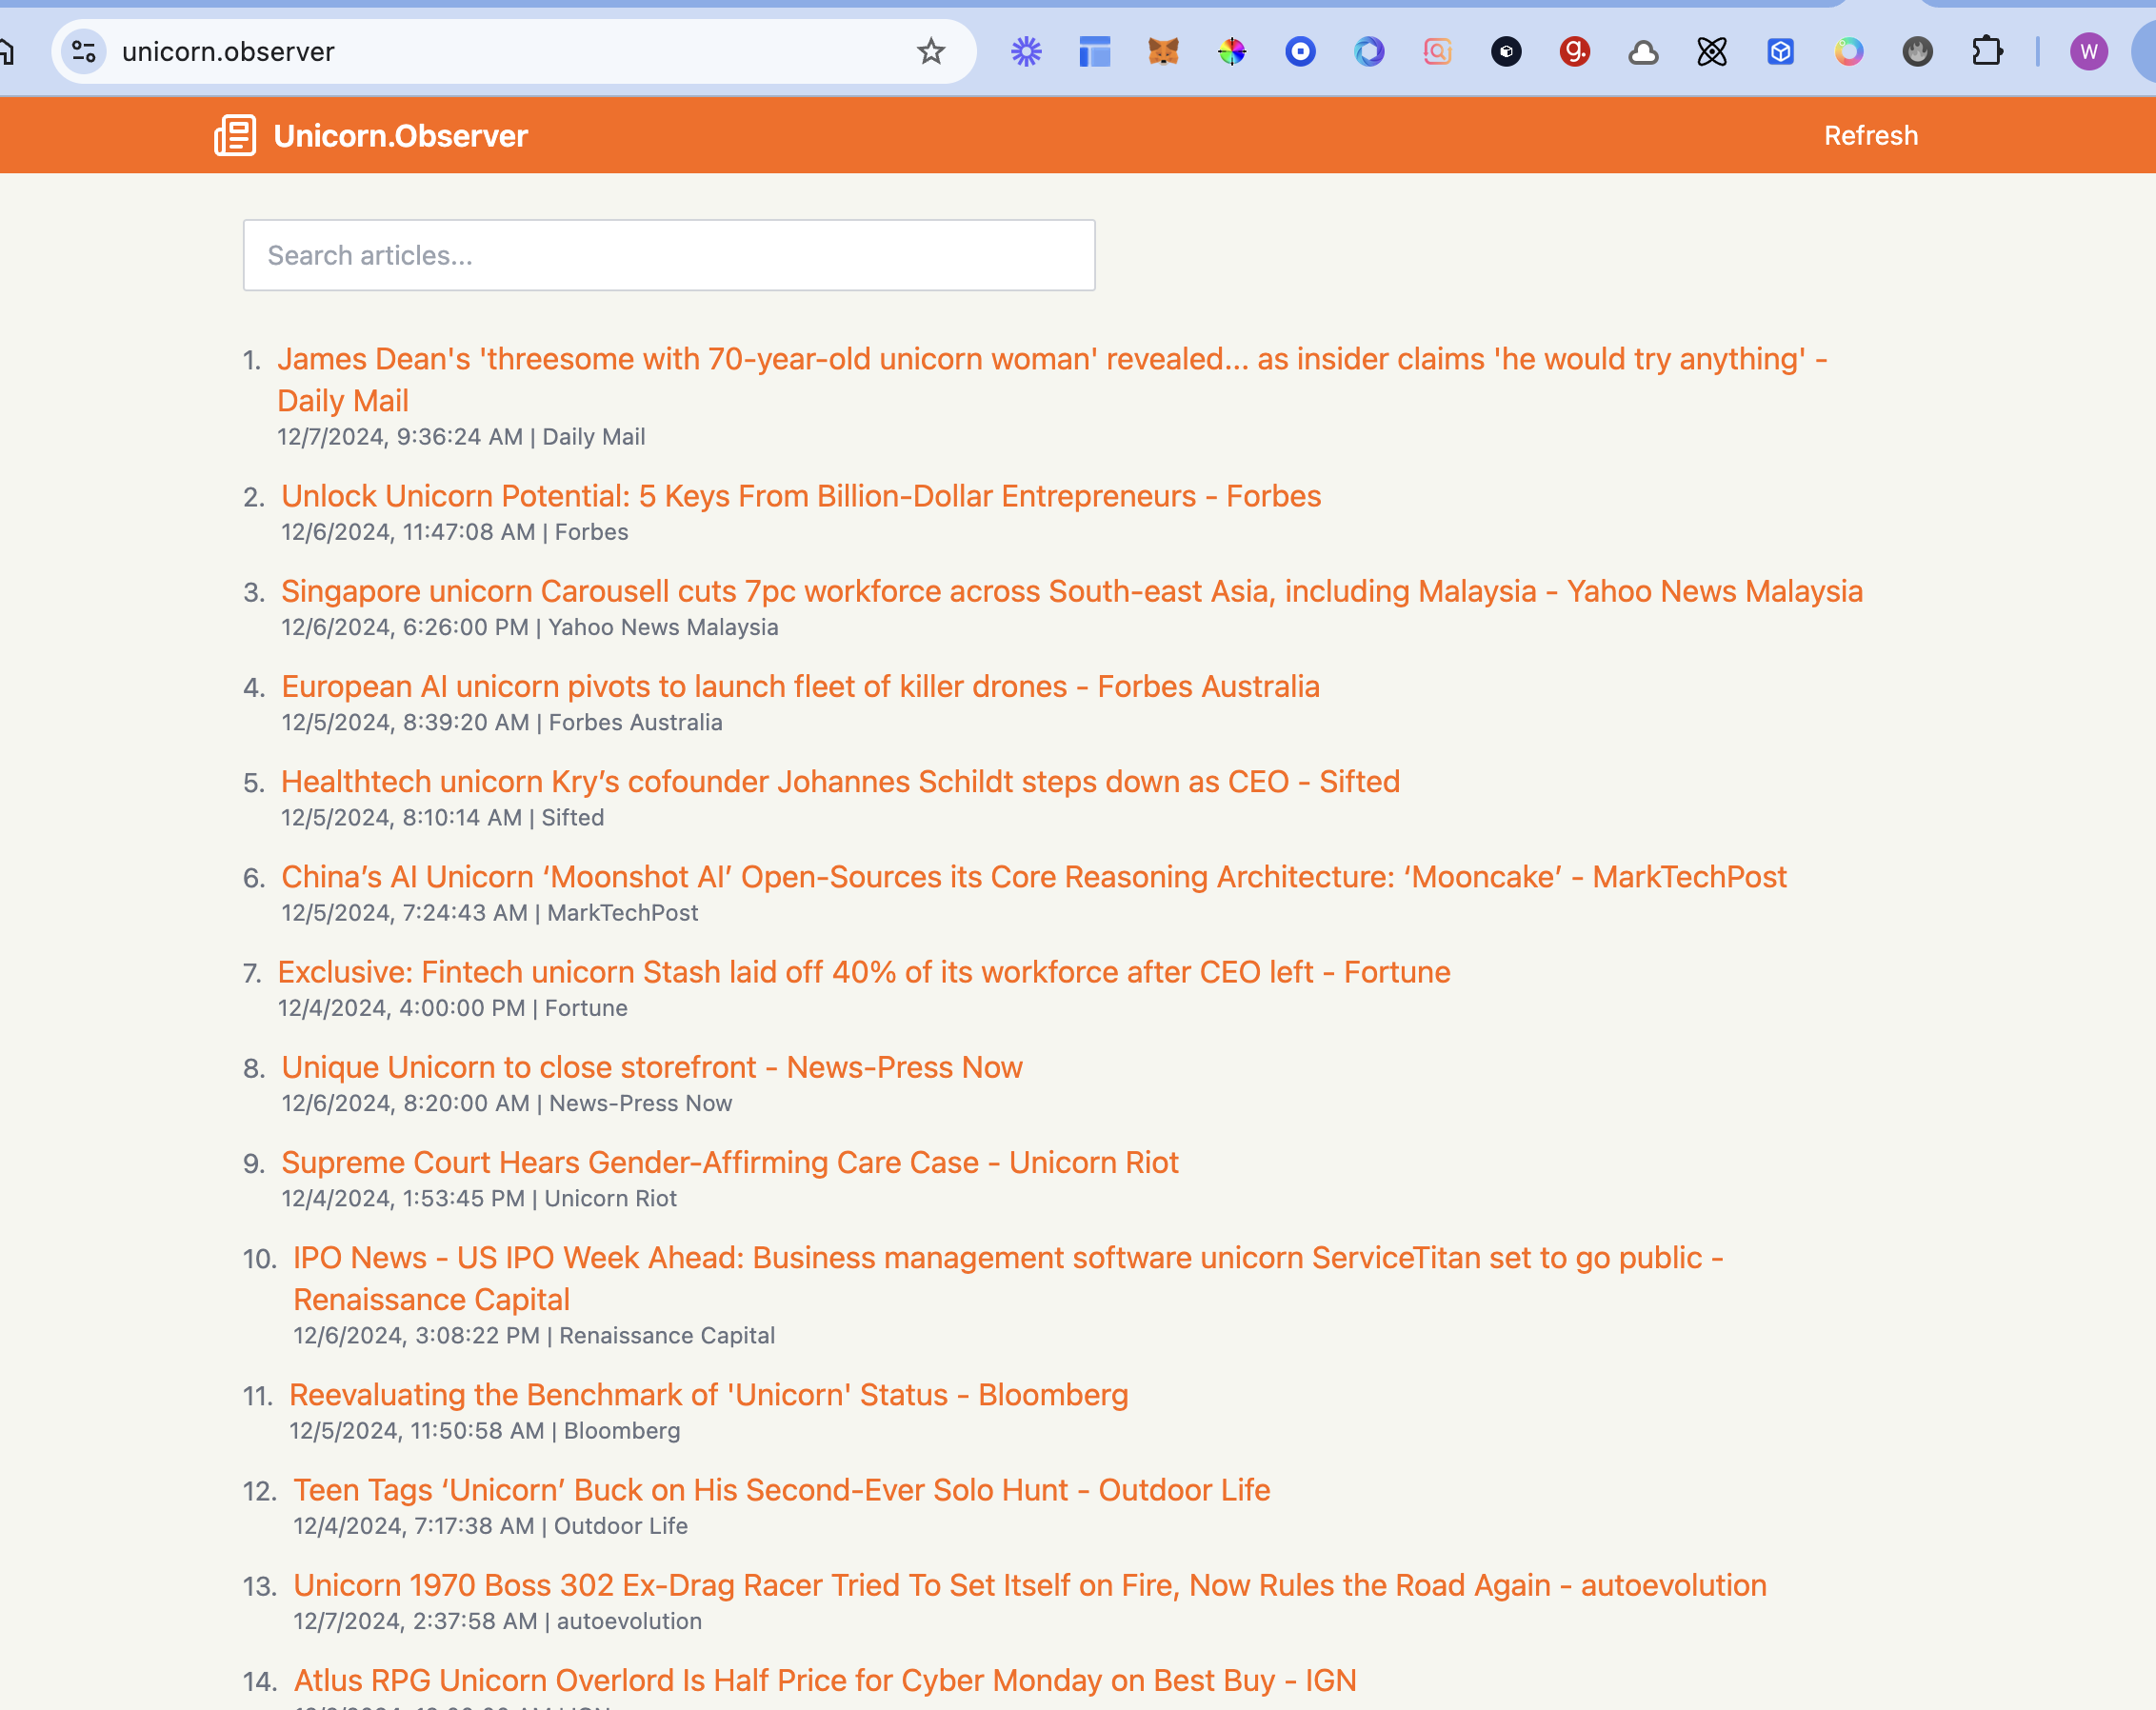 unicorn.observer
W
Unicorn.Observer
Refresh
Search articles...
1. James Dean's 'threesome with 70-year-old unicorn woman' revealed... as insider claims 'he would try anything' -
Daily Mail
12/7/2024, 9:36:24 AM | Daily Mail
2. Unlock Unicorn Potential: 5 Keys From Billion-Dollar Entrepreneurs - Forbes
12/6/2024, 11:47:08 AM | Forbes
3. Singapore unicorn Carousell cuts 7pc workforce across South-east Asia, including Malaysia - Yahoo News Malaysia
12/6/2024, 6:26:00 PM | Yahoo News Malaysia
4. European AI unicorn pivots to launch fleet of killer drones - Forbes Australia
12/5/2024, 8:39:20 AM | Forbes Australia
5. Healthtech unicorn Kry’s cofounder Johannes Schildt steps down as CEO - Sifted
12/5/2024, 8:10:14 AM | Sifted
6. China’s AI Unicorn ‘Moonshot AI’ Open-Sources its Core Reasoning Architecture: ‘Mooncake’ - MarkTechPost
12/5/2024, 7:24:43 AM | MarkTechPost
7. Exclusive: Fintech unicorn Stash laid off 40% of its workforce after CEO left - Fortune
12/4/2024, 4:00:00 PM | Fortune
8. Unique Unicorn to close storefront - News-Press Now
12/6/2024, 8:20:00 AM | News-Press Now
9. Supreme Court Hears Gender-Affirming Care Case - Unicorn Riot
12/4/2024, 1:53:45 PM | Unicorn Riot
10. IPO News - US IPO Week Ahead: Business management software unicorn ServiceTitan set to go public -
Renaissance Capital
12/6/2024, 3:08:22 PM | Renaissance Capital
11. Reevaluating the Benchmark of 'Unicorn' Status - Bloomberg
12/5/2024, 11:50:58 AM | Bloomberg
12. Teen Tags ‘Unicorn’ Buck on His Second-Ever Solo Hunt - Outdoor Life
12/4/2024, 7:17:38 AM | Outdoor Life
13. Unicorn 1970 Boss 302 Ex-Drag Racer Tried To Set Itself on Fire, Now Rules the Road Again - autoevolution
12/7/2024, 2:37:58 AM | autoevolution
14. Atlus RPG Unicorn Overlord Is Half Price for Cyber Monday on Best Buy - IGN